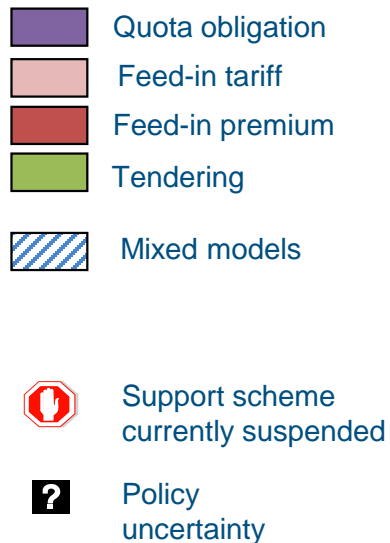 Quota obligation
Feed-in tariff
Feed-in premium
Tendering
Mixed models
Support scheme
currently suspended
?
Policy
uncertainty